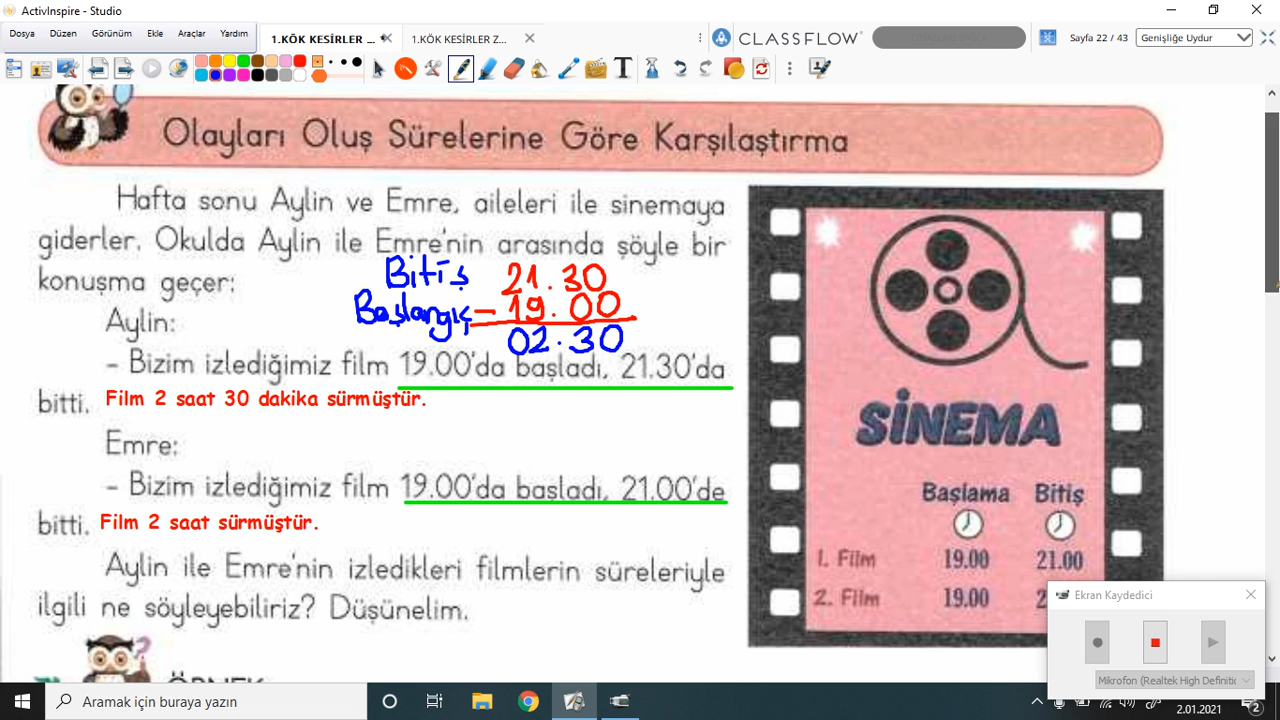 ActivInspire - Studio
Dosya Düzen Görünüm Ekle Araçlar Yardım
1.KÖK KESİRLER ...
1.KÖK KESİRLER Z...
CLASSFLOW
Sayfa 22 / 43
Genişliğe Uydur
Olayları Oluş Sürelerine Göre Karşılaştırma
Hafta sonu Aylin ve Emre, aileleri ile sinemaya
giderler. Okulda Aylin ile Emre'nin arasında şöyle bir
konuşma geçer:
Bitiş 21.30
Başlangıç - 19.00
02.30
Aylin:
- Bizim izlediğimiz film 19.00'da başladı, 21.30'da
bitti. Film 2 saat 30 dakika sürmüştür.
Emre:
- Bizim izlediğimiz film 19.00'da başladı, 21.00'de
bitti. Film 2 saat sürmüştür.
Aylin ile Emre'nin izledikleri filmlerin süreleriyle
ilgili ne söyleyebiliriz? Düşünelim.
SİNEMA
Başlama Bitiş
1. Film 19.00 21.00
2. Film 19.00
Ekran Kaydedici
Mikrofon (Realtek High Definitic
ÖRNEK
Aramak için buraya yazın
2.01.2021
2